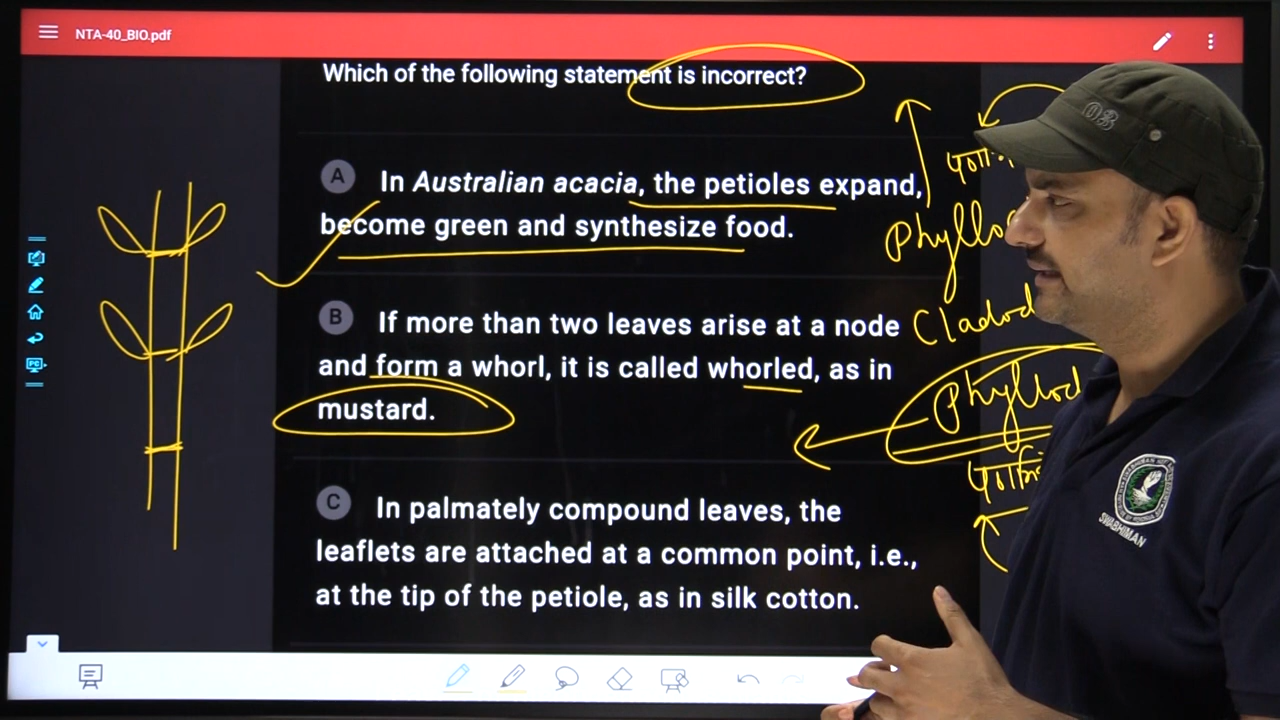 NTA-40_BIO.pdf
Which of the following statement is incorrect?
A In Australian acacia, the petioles expand,
become green and synthesize food.
B If more than two leaves arise at a node
and form a whorl, it is called whorled, as in
mustard.
C In palmately compound leaves, the
leaflets are attached at a common point, i.e.,
at the tip of the petiole, as in silk cotton.
03
SWABHIMAN